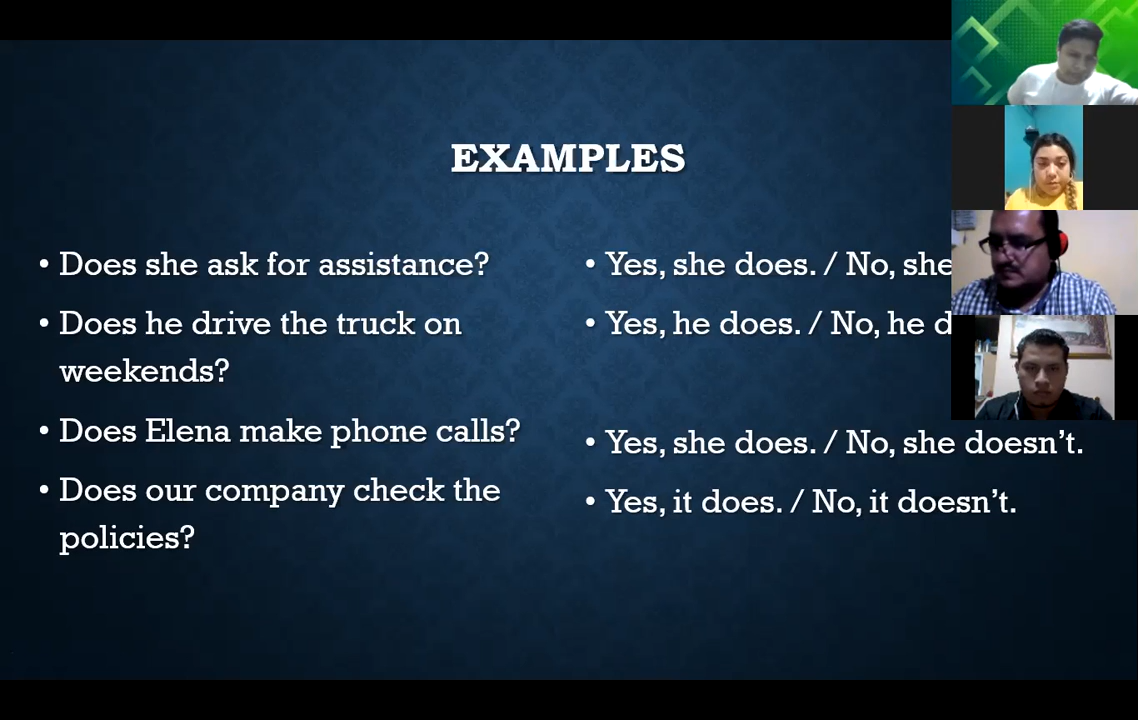 EXAMPLES
• Does she ask for assistance?
• Does he drive the truck on
weekends?
• Does Elena make phone calls?
• Does our company check the
policies?
• Yes, she does. / No, she
• Yes, he does. / No, he
• Yes, she does. / No, she doesn’t.
• Yes, it does. / No, it doesn’t.